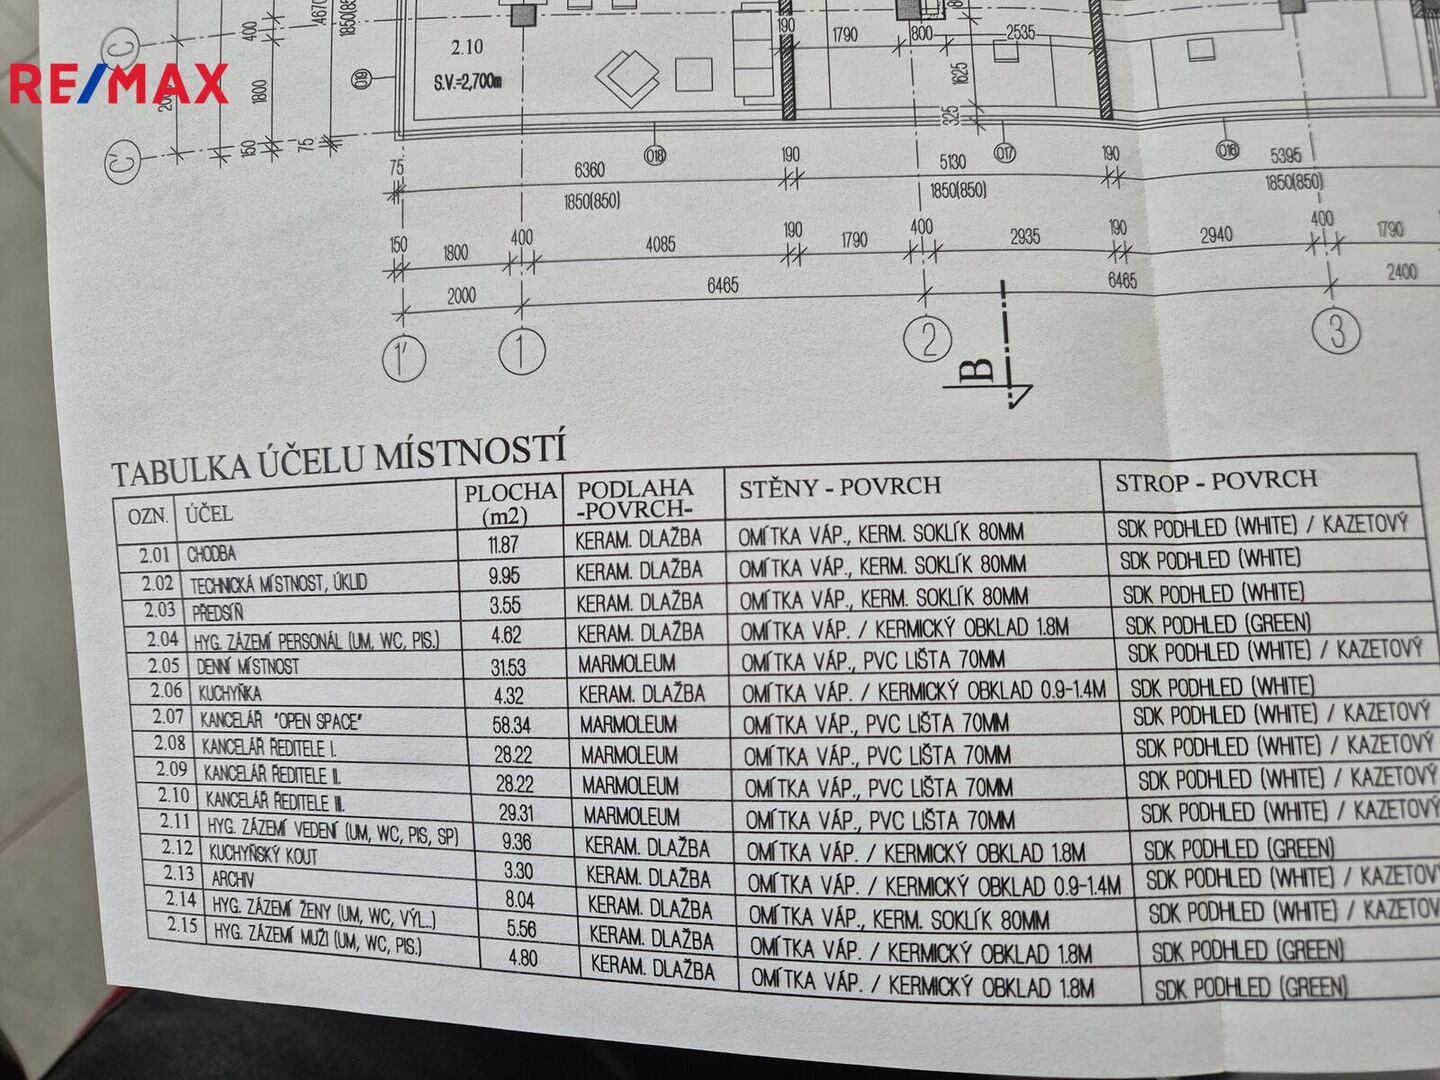 RE/MAX
C
C'
400
1800
150
75
4670
1850(850)
2.10
S.V.=2,700m
019
190
1790
800
2535
1625
325
018
017
016
75
6360
190
5130
190
5395
1850(850)
1850(850)
1850(850)
150
1800
400
4085
190
1790
400
2935
190
2940
400
1790
2000
6465
6465
2400
1'
1
2
3
B
TABULKA ÚČELU MÍSTNOSTÍ
OZN. ÚČEL PLOCHA (m2) PODLAHA -POVRCH- STĚNY - POVRCH STROP - POVRCH
2.01 CHODBA 11.87 KERAM. DLAŽBA OMÍTKA VÁP., KERM. SOKLÍK 80MM SDK PODHLED (WHITE) / KAZETOVÝ
2.02 TECHNICKÁ MÍSTNOST, ÚKLID 9.95 KERAM. DLAŽBA OMÍTKA VÁP., KERM. SOKLÍK 80MM SDK PODHLED (WHITE)
2.03 PŘEDSÍŇ 3.55 KERAM. DLAŽBA OMÍTKA VÁP., KERM. SOKLÍK 80MM SDK PODHLED (WHITE)
2.04 HYG. ZÁZEMÍ PERSONÁL (UM, WC, PIS.) 4.62 KERAM. DLAŽBA OMÍTKA VÁP. / KERMICKÝ OBKLAD 1.8M SDK PODHLED (GREEN)
2.05 DENNÍ MÍSTNOST 31.53 MARMOLEUM OMÍTKA VÁP., PVC LIŠTA 70MM SDK PODHLED (WHITE) / KAZETOVÝ
2.06 KUCHYŇKA 4.32 KERAM. DLAŽBA OMÍTKA VÁP. / KERMICKÝ OBKLAD 0.9-1.4M SDK PODHLED (WHITE)
2.07 KANCELÁŘ "OPEN SPACE" 58.34 MARMOLEUM OMÍTKA VÁP., PVC LIŠTA 70MM SDK PODHLED (WHITE) / KAZETOVÝ
2.08 KANCELÁŘ ŘEDITELE I. 28.22 MARMOLEUM OMÍTKA VÁP., PVC LIŠTA 70MM SDK PODHLED (WHITE) / KAZETOVÝ
2.09 KANCELÁŘ ŘEDITELE II. 28.22 MARMOLEUM OMÍTKA VÁP., PVC LIŠTA 70MM SDK PODHLED (WHITE) / KAZETOVÝ
2.10 KANCELÁŘ ŘEDITELE III. 29.31 MARMOLEUM OMÍTKA VÁP., PVC LIŠTA 70MM SDK PODHLED (WHITE) / KAZETOVÝ
2.11 HYG. ZÁZEMÍ VEDENÍ (UM, WC, PIS, SP) 9.36 KERAM. DLAŽBA OMÍTKA VÁP. / KERMICKÝ OBKLAD 1.8M SDK PODHLED (GREEN)
2.12 KUCHYŇSKÝ KOUT 3.30 KERAM. DLAŽBA OMÍTKA VÁP. / KERMICKÝ OBKLAD 0.9-1.4M SDK PODHLED (WHITE) / KAZETOVÝ
2.13 ARCHIV 8.04 KERAM. DLAŽBA OMÍTKA VÁP., KERM. SOKLÍK 80MM SDK PODHLED (WHITE) / KAZETOV
2.14 HYG. ZÁZEMÍ ŽENY (UM, WC, VÝL..) 5.56 KERAM. DLAŽBA OMÍTKA VÁP. / KERMICKÝ OBKLAD 1.8M SDK PODHLED (GREEN)
2.15 HYG. ZÁZEMÍ MUŽI (UM, WC, PIS.) 4.80 KERAM. DLAŽBA OMÍTKA VÁP. / KERMICKÝ OBKLAD 1.8M SDK PODHLED (GREEN)